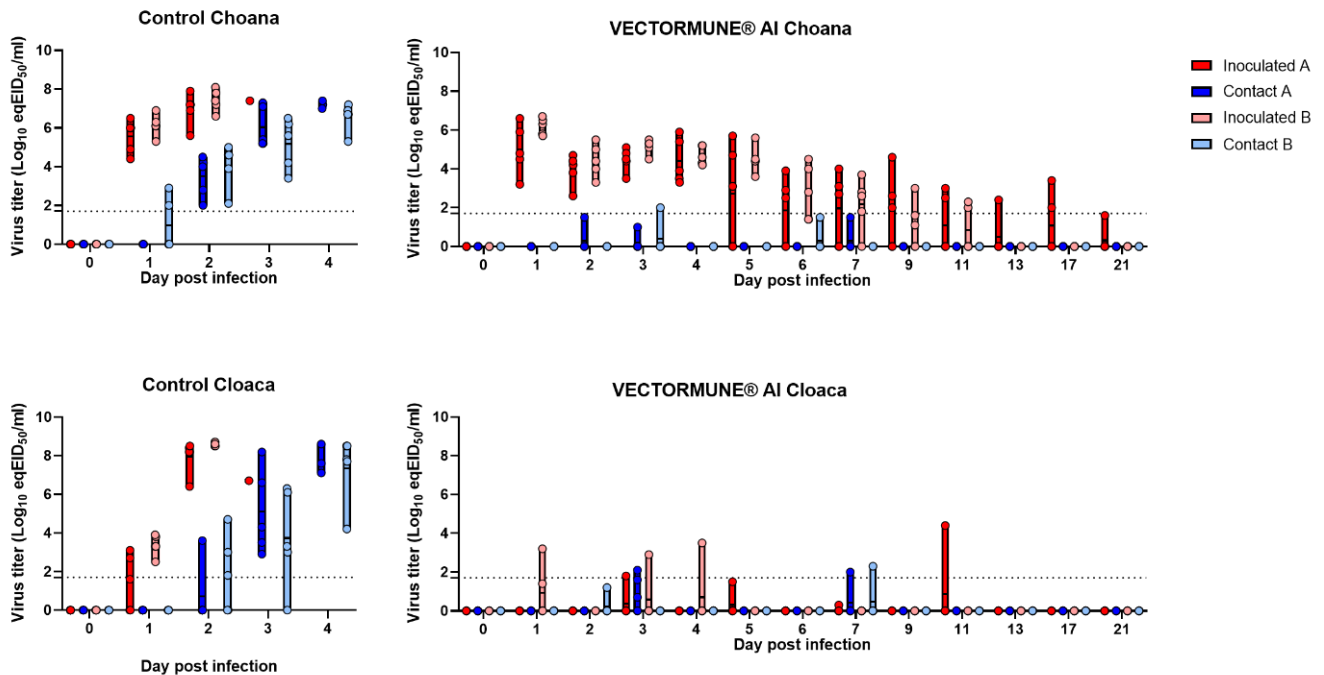 Control Choana
Virus titer (Log10 eqEID50/ml)
10
8
6
4
2
0
0 1 2 3 4
Day post infection
VECTORMUNE® AI Choana
Virus titer (Log10 eqEID50/ml)
10
8
6
4
2
0
0 1 2 3 4 5 6 7 9 11 13 17 21
Day post infection
Inoculated A
Contact A
Inoculated B
Contact B
Control Cloaca
Virus titer (Log10 eqEID50/ml)
10
8
6
4
2
0
0 1 2 3 4
Day post infection
VECTORMUNE® AI Cloaca
Virus titer (Log10 eqEID50/ml)
10
8
6
4
2
0
0 1 2 3 4 5 6 7 9 11 13 17 21
Day post infection